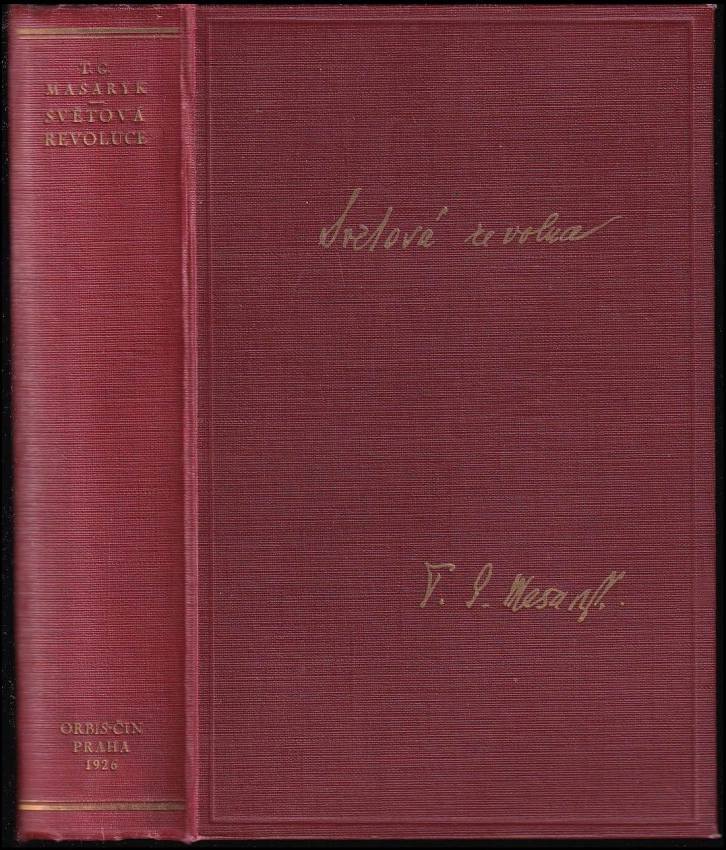 T. G.
MASARYK
SVĚTOVÁ
REVOLUCE
ORBIS-ČIN
PRAHA
1926
Světová revoluce
T. G. Masaryk.